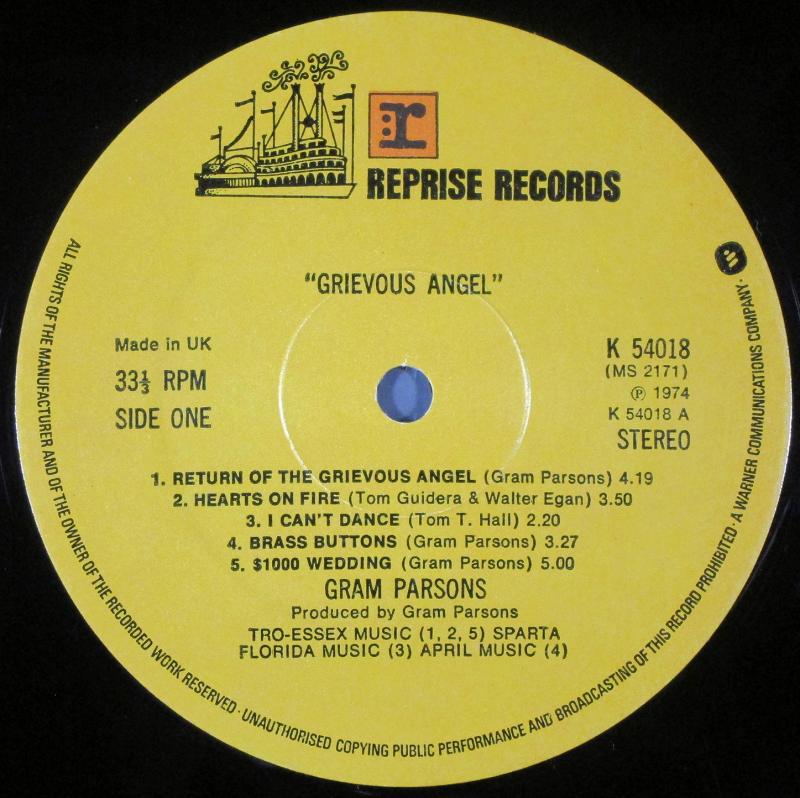 r
REPRISE RECORDS
"GRIEVOUS ANGEL"
Made in UK
33⅓ RPM
SIDE ONE
K 54018
(MS 2171)
℗ 1974
K 54018 A
STEREO
1. RETURN OF THE GRIEVOUS ANGEL (Gram Parsons) 4.19
2. HEARTS ON FIRE (Tom Guidera & Walter Egan) 3.50
3. I CAN'T DANCE (Tom T. Hall) 2.20
4. BRASS BUTTONS (Gram Parsons) 3.27
5. $1000 WEDDING (Gram Parsons) 5.00
GRAM PARSONS
Produced by Gram Parsons
TRO-ESSEX MUSIC (1, 2, 5) SPARTA
FLORIDA MUSIC (3) APRIL MUSIC (4)
ALL RIGHTS OF THE MANUFACTURER AND OF THE OWNER OF THE RECORDED WORK RESERVED · UNAUTHORISED COPYING PUBLIC PERFORMANCE AND BROADCASTING OF THIS RECORD PROHIBITED · A WARNER COMMUNICATIONS COMPANY ·